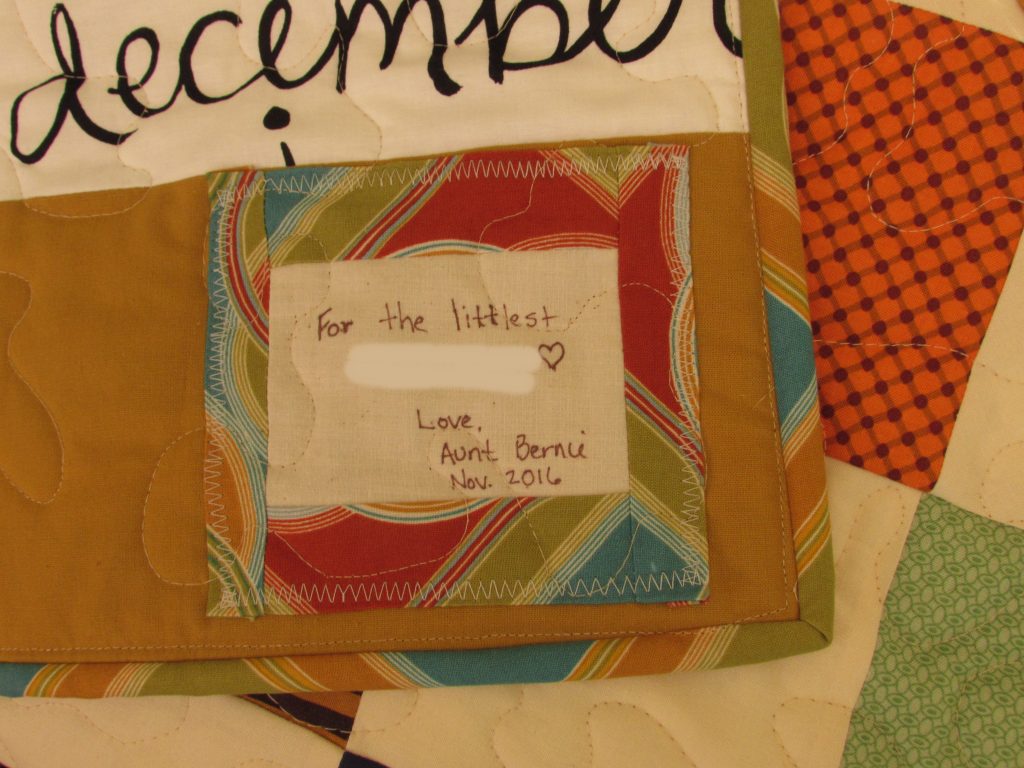 december
For the littlest
♡
Love,
Aunt Bernie
Nov. 2016